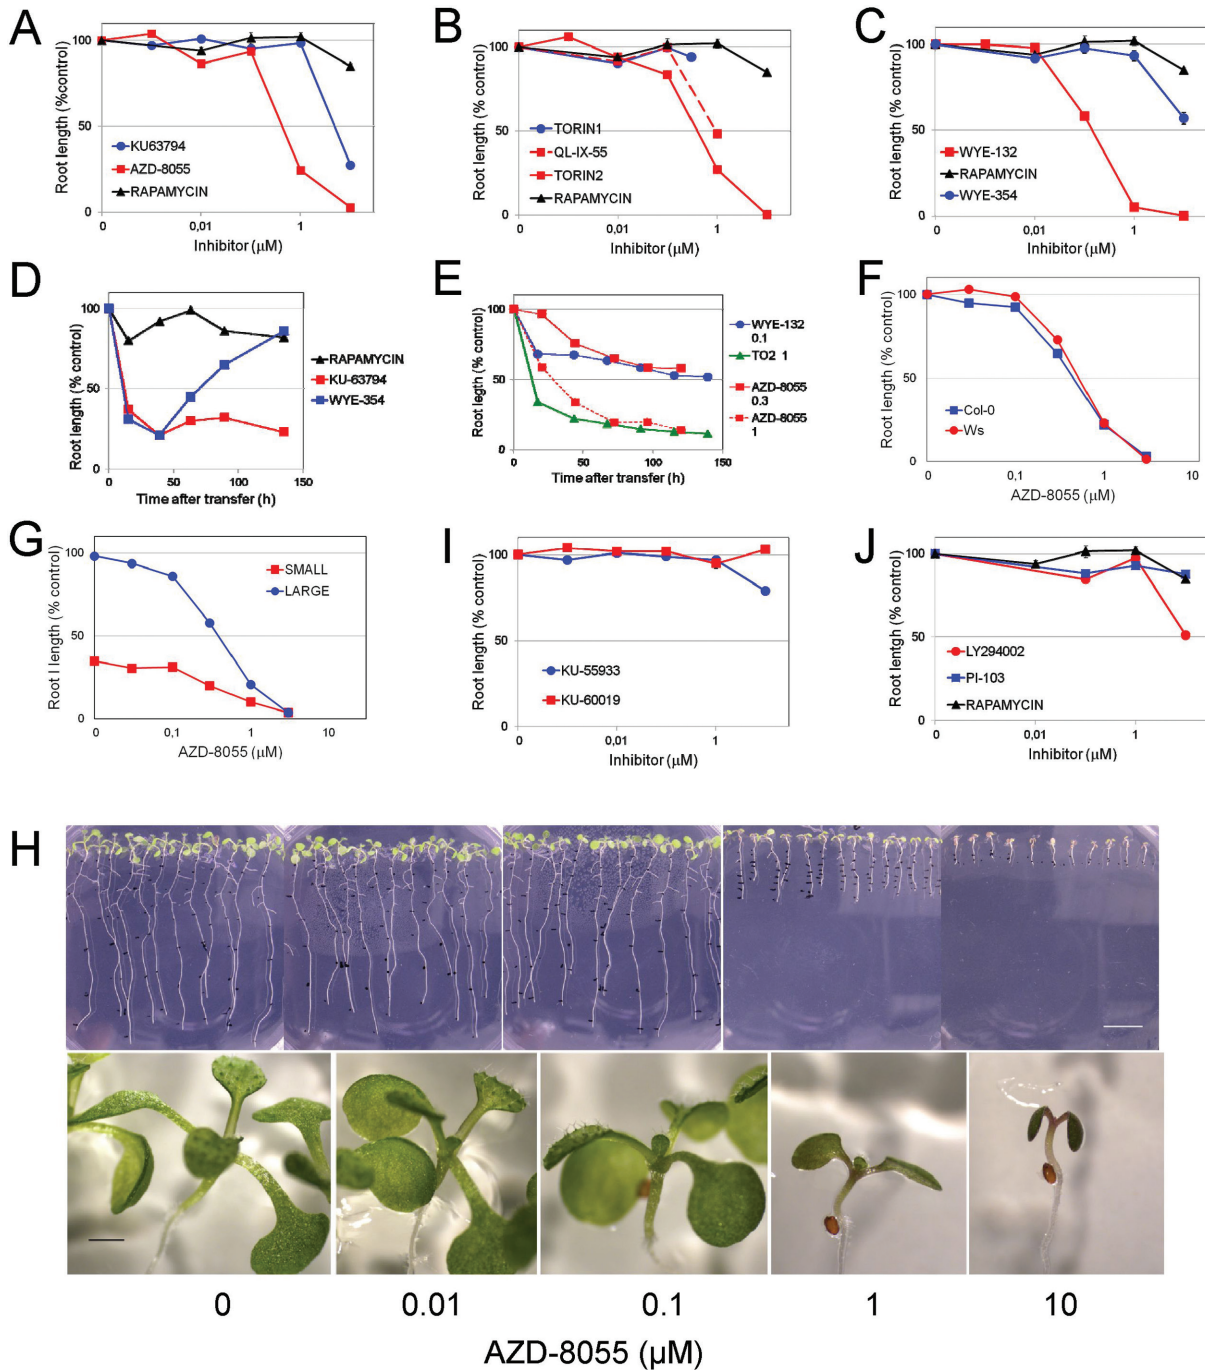 A
Root length (%control)
100
50
0
KU63794
AZD-8055
RAPAMYCIN
0 0,01 1
Inhibitor (µM)
B
Root length (% control)
100
50
0
TORIN1
QL-IX-55
TORIN2
RAPAMYCIN
0 0,01 1
Inhibitor (µM)
C
Root length (% control)
100
50
0
WYE-132
RAPAMYCIN
WYE-354
0 0,01 1
Inhibitor (µM)
D
Root length (% control)
100
50
0
RAPAMYCIN
KU-63794
WYE-354
0 50 100 150
Time after transfer (h)
E
Root legth (% control)
100
50
0
WYE-132
0.1
TO2 1
AZD-8055
0.3
AZD-8055
1
0 50 100 150
Time after transfer (h)
F
Root length (% control)
100
50
0
Col-0
Ws
0 0,1 1 10
AZD-8055 (µM)
G
Root l length (% control)
100
50
0
SMALL
LARGE
0 0,1 1 10
AZD-8055 (µM)
I
Root length (% control)
100
50
0
KU-55933
KU-60019
0 0,01 1
Inhibitor (µM)
J
Root lentgh (% control)
100
50
0
LY294002
PI-103
RAPAMYCIN
0 0,01 1
Inhibitor (µM)
H
0 0.01 0.1 1 10
AZD-8055 (µM)